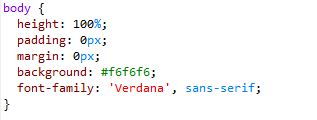 body {
  height: 100%;
  padding: 0px;
  margin: 0px;
  background: #f6f6f6;
  font-family: 'Verdana', sans-serif;
}